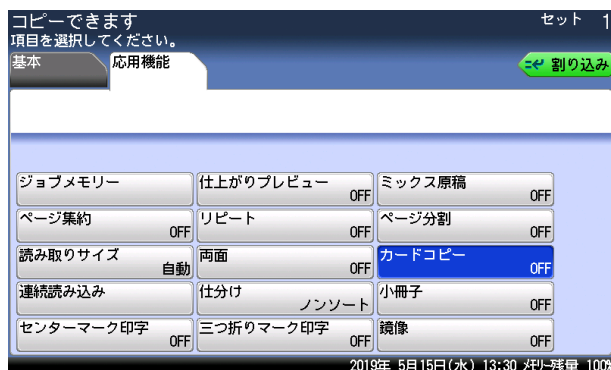 コピーできます
セット 1
項目を選択してください。
基本
応用機能
割り込み
ジョブメモリー
仕上がりプレビュー OFF
ミックス原稿 OFF
ページ集約 OFF
リピート OFF
ページ分割 OFF
読み取りサイズ 自動
両面 OFF
カードコピー OFF
連続読み込み
仕分け ノンソート
小冊子 OFF
センターマーク印字 OFF
三つ折りマーク印字 OFF
鏡像 OFF
2019年 5月15日(水) 13:30 ﾒﾓﾘｰ残量 100%